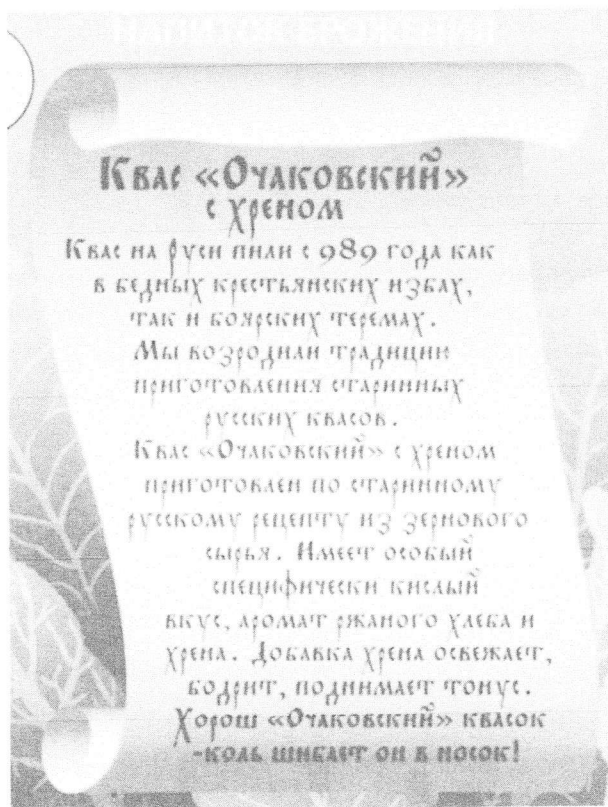 НАПИТОК БРОЖЕНИЯ
Квас «Очаковский»
с хреном
Квас на Руси пили с 989 года как
в бедных крестьянских избах,
так и боярских теремах.
Мы возродили традиции
приготовления старинных
русских квасов.
Квас «Очаковский» с хреном
приготовлен по старинному
русскому рецепту из зернового
сырья. Имеет особый
специфически кислый
вкус, аромат ржаного хлеба и
хрена. Добавка хрена освежает,
бодрит, поднимает тонус.
Хорош «Очаковский» квасок
-коль шибает он в носок!